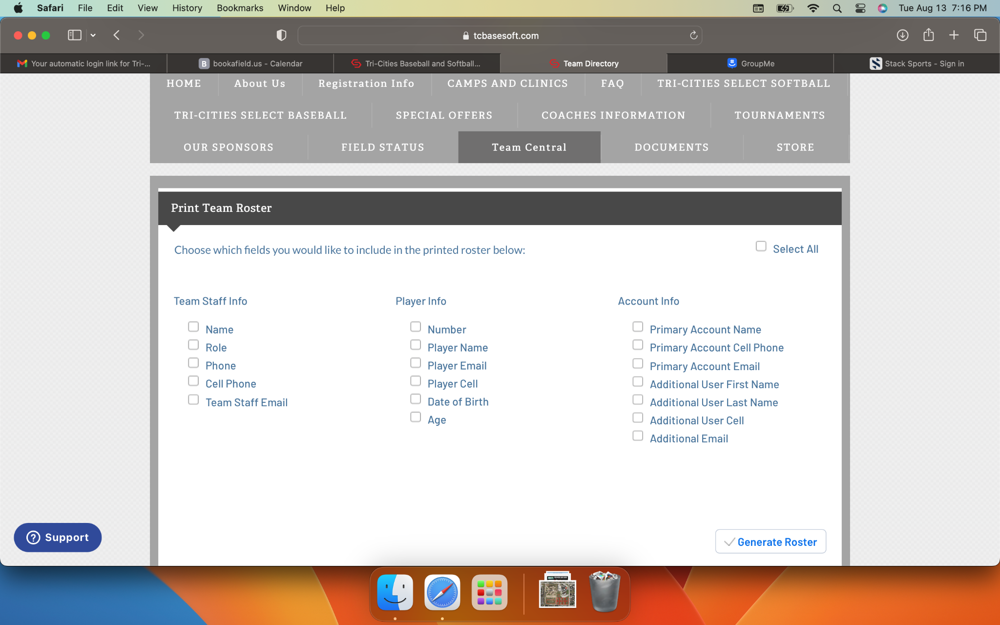 Safari File Edit View History Bookmarks Window Help Tue Aug 13 7:16 PM
tcbasesoft.com
Your automatic login link for Tri-... B bookafield.us - Calendar Tri-Cities Baseball and Softball... Team Directory GroupMe Stack Sports - Sign in
HOME About Us Registration Info CAMPS AND CLINICS FAQ TRI-CITIES SELECT SOFTBALL
TRI-CITIES SELECT BASEBALL SPECIAL OFFERS COACHES INFORMATION TOURNAMENTS
OUR SPONSORS FIELD STATUS Team Central DOCUMENTS STORE
Print Team Roster
Choose which fields you would like to include in the printed roster below:
Select All
Team Staff Info
Name
Role
Phone
Cell Phone
Team Staff Email
Player Info
Number
Player Name
Player Email
Player Cell
Date of Birth
Age
Account Info
Primary Account Name
Primary Account Cell Phone
Primary Account Email
Additional User First Name
Additional User Last Name
Additional User Cell
Additional Email
? Support
Generate Roster